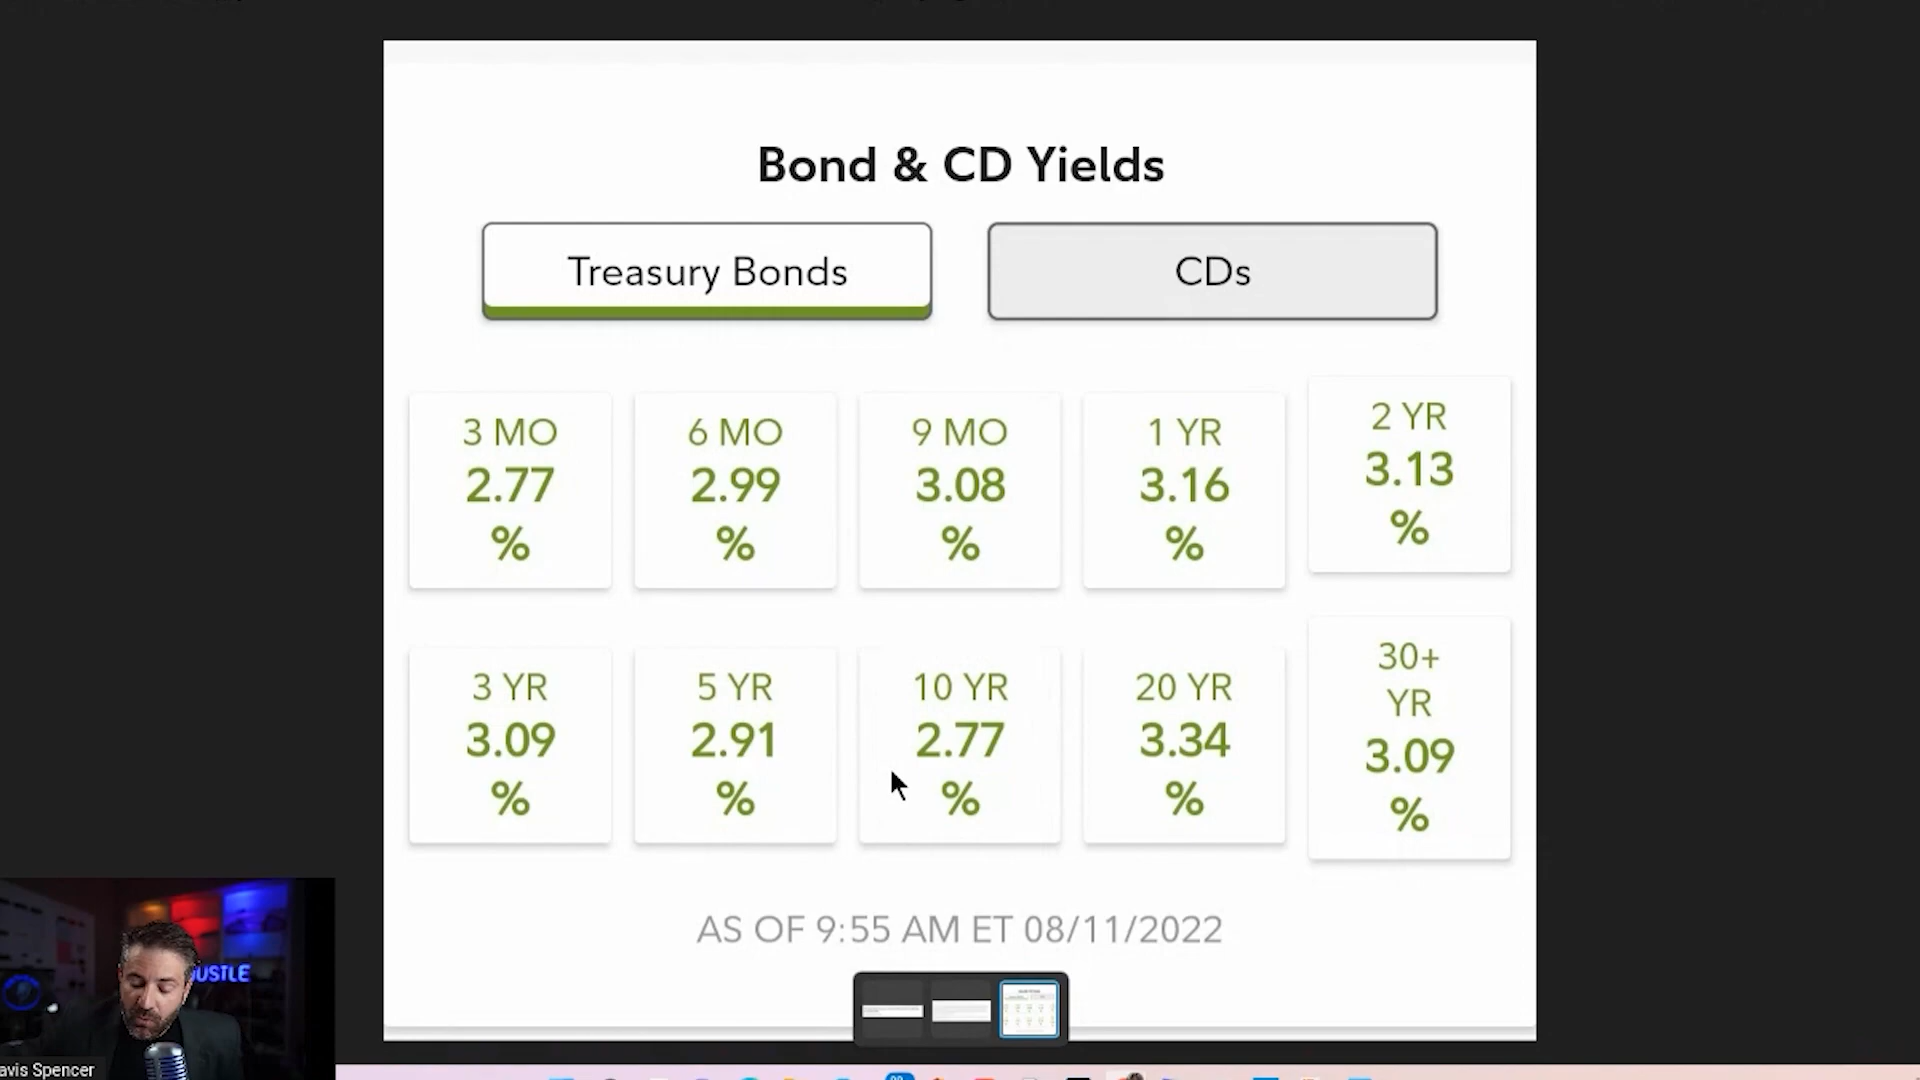 Bond & CD Yields
Treasury Bonds
CDs
3 MO
2.77
%
6 MO
2.99
%
9 MO
3.08
%
1 YR
3.16
%
2 YR
3.13
%
3 YR
3.09
%
5 YR
2.91
%
10 YR
2.77
%
20 YR
3.34
%
30+
YR
3.09
%
AS OF 9:55 AM ET 08/11/2022
USTLE
avis Spencer